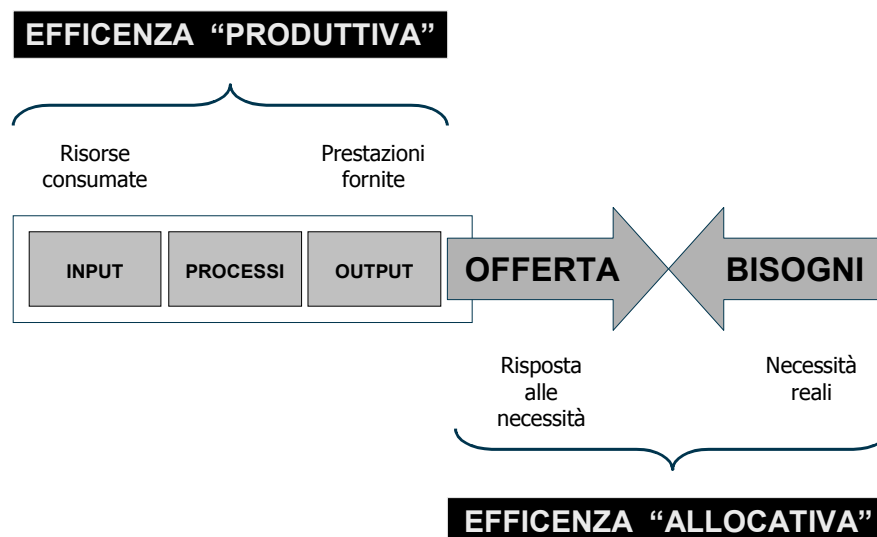 EFFICENZA “PRODUTTIVA”
Risorse
consumate
Prestazioni
fornite
INPUT
PROCESSI
OUTPUT
OFFERTA
BISOGNI
Risposta
alle
necessità
Necessità
reali
EFFICENZA “ALLOCATIVA”